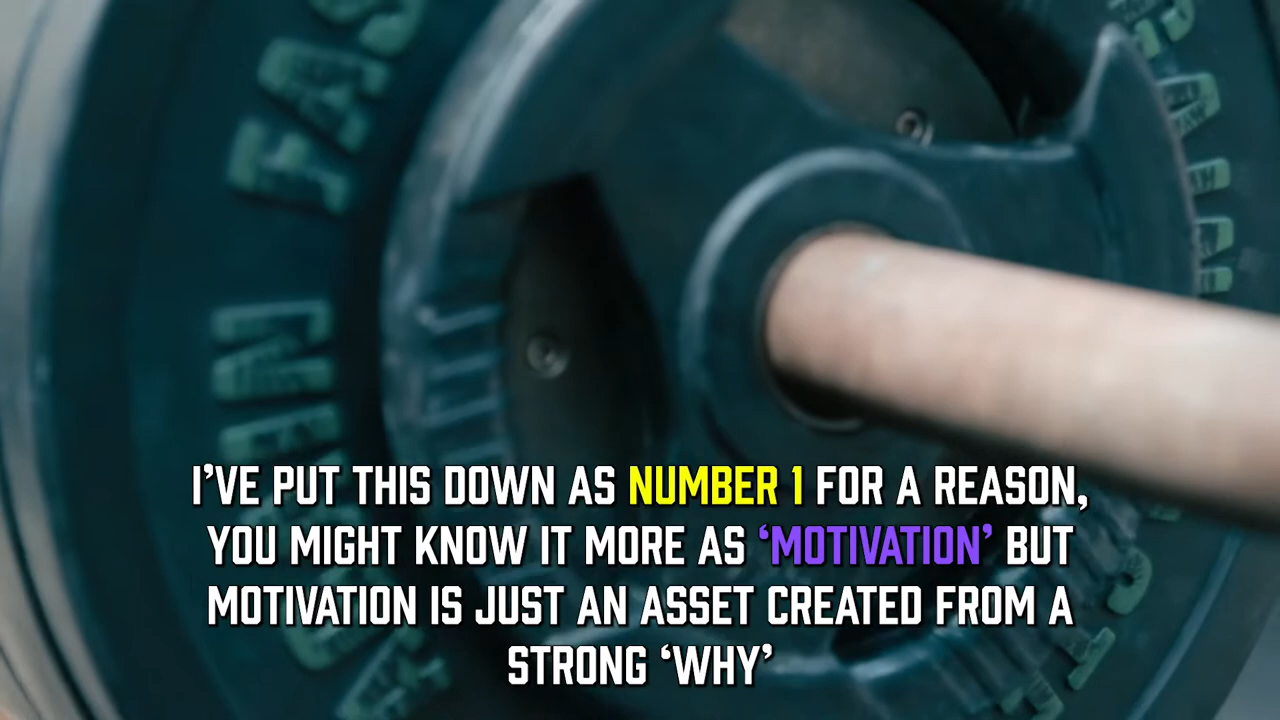 I'VE PUT THIS DOWN AS NUMBER 1 FOR A REASON,
YOU MIGHT KNOW IT MORE AS ‘MOTIVATION’ BUT
MOTIVATION IS JUST AN ASSET CREATED FROM A
STRONG ‘WHY’